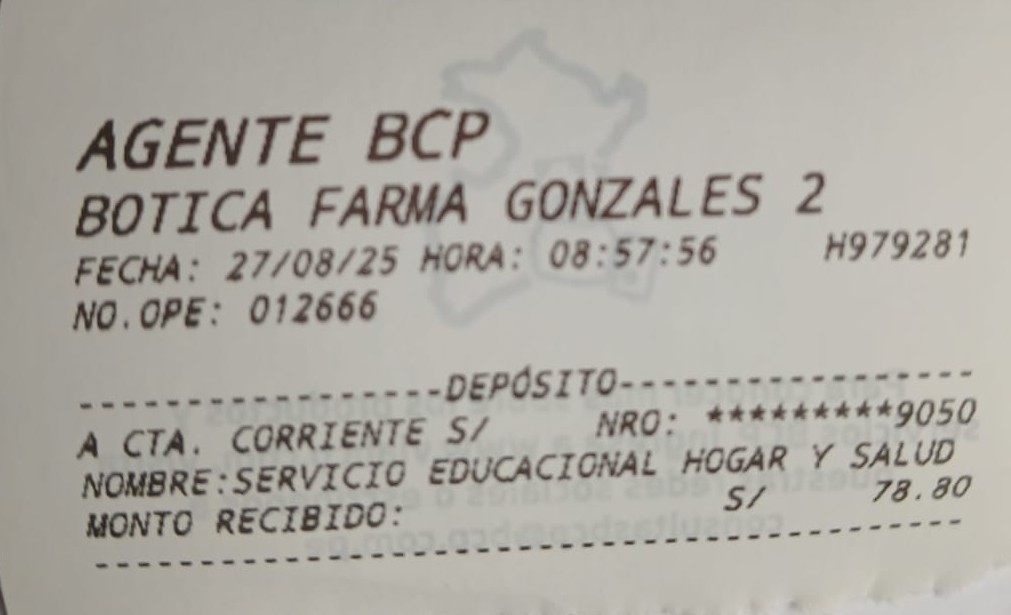 AGENTE BCP
BOTICA FARMA GONZALES 2
FECHA: 27/08/25 HORA: 08:57:56 H979281
NO.OPE: 012666
-----------------DEPÓSITO-----------------
A CTA. CORRIENTE S/ NRO: *********9050
NOMBRE:SERVICIO EDUCACIONAL HOGAR Y SALUD
MONTO RECIBIDO: S/ 78.80
------------------------------------------